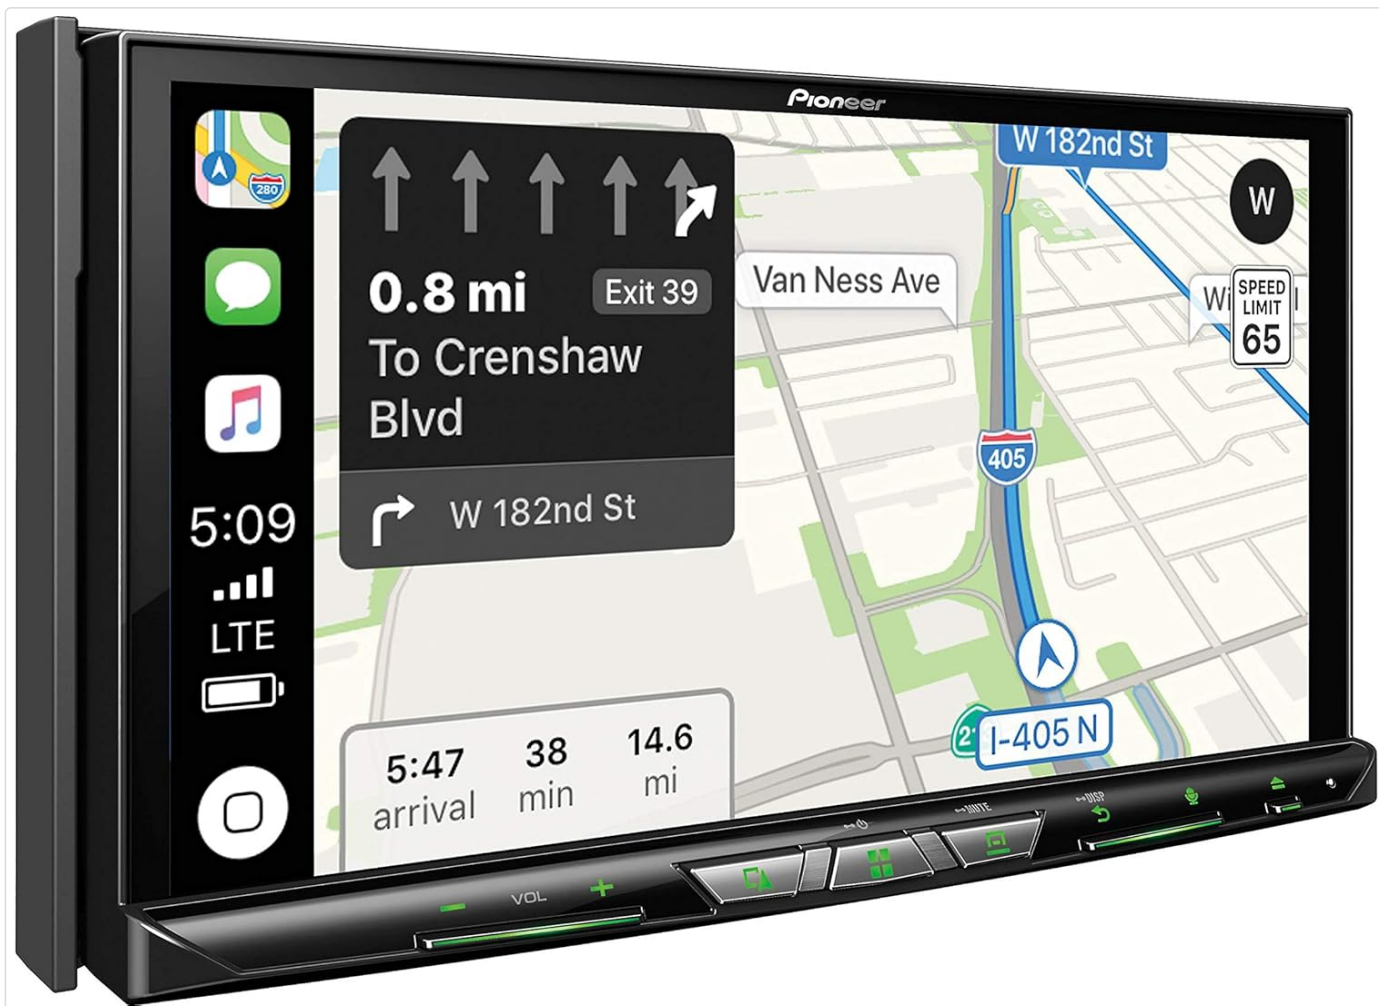 Pioneer
280
0.8 mi
Exit 39
To Crenshaw
Blvd
W 182nd St
W 182nd St
W
Van Ness Ave
SPEED
LIMIT
65
405
5:09
LTE
I-405 N
5:47
arrival
38
min
14.6
mi
VOL
MUTE
DISP